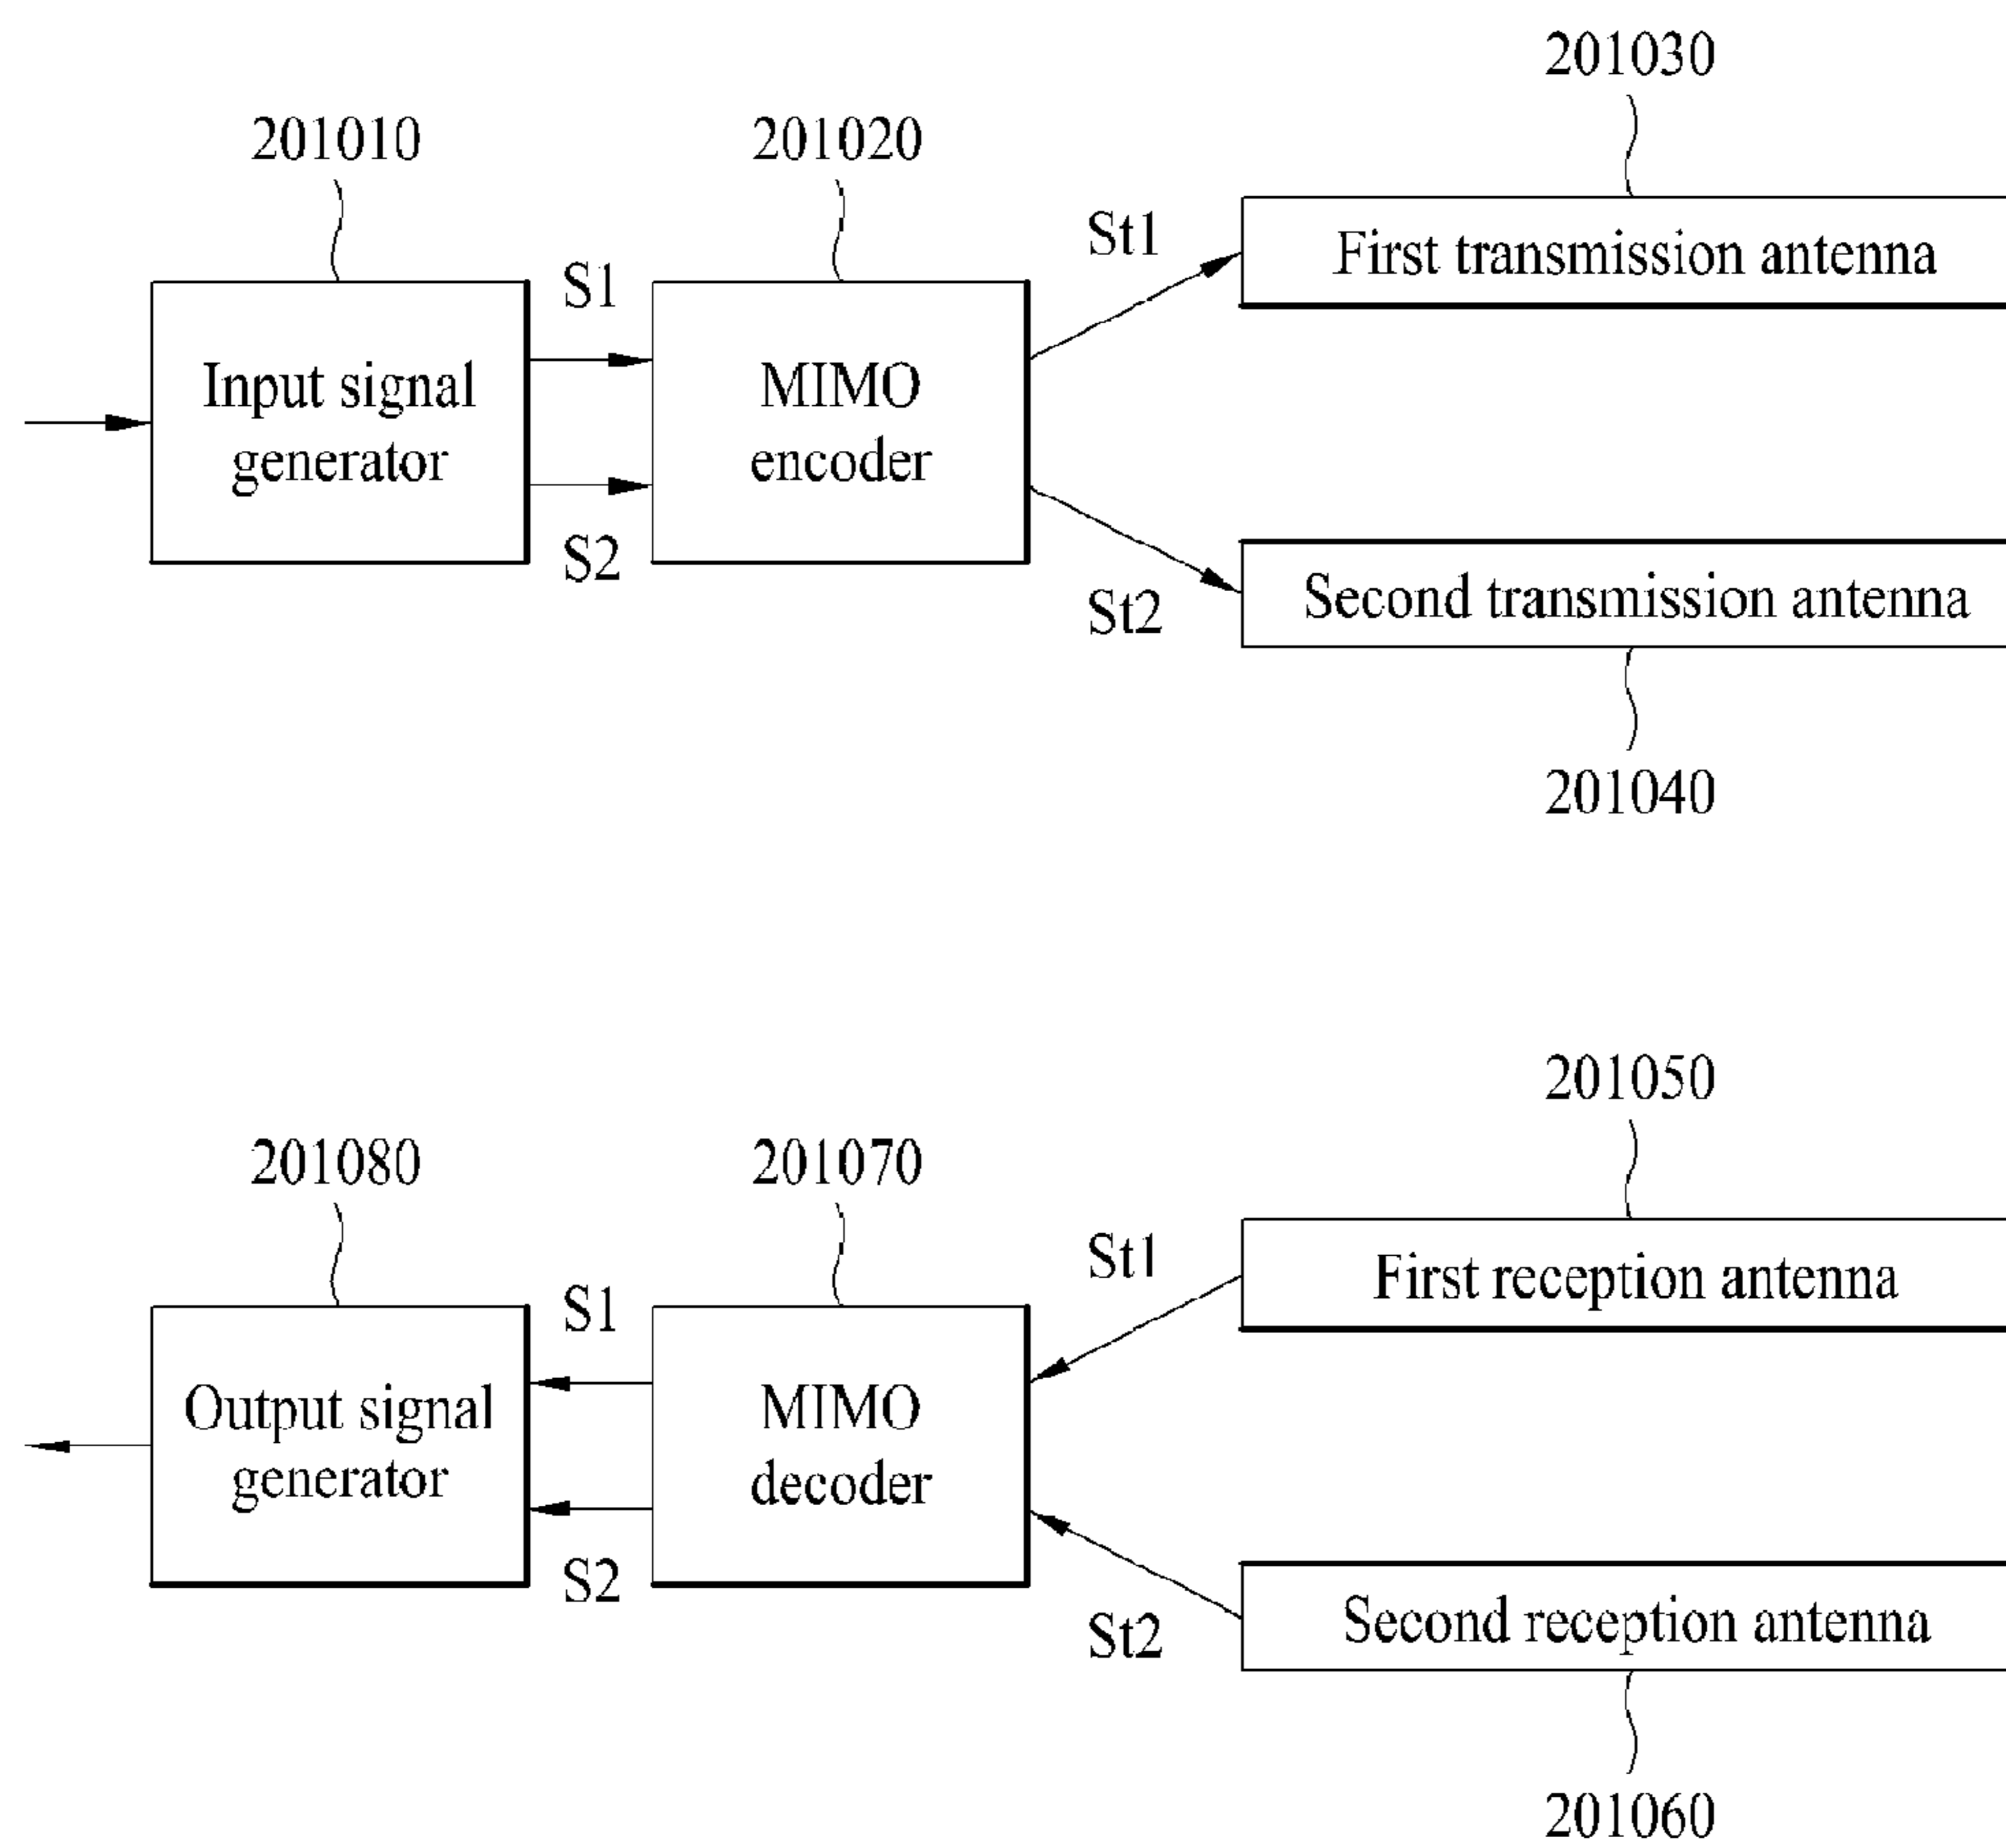 201030
201010
201020
St1
First transmission antenna
S1
Input signal
generator
MIMO
encoder
S2
St2
Second transmission antenna
201040
201050
201080
201070
St1
First reception antenna
S1
Output signal
generator
MIMO
decoder
S2
St2
Second reception antenna
201060